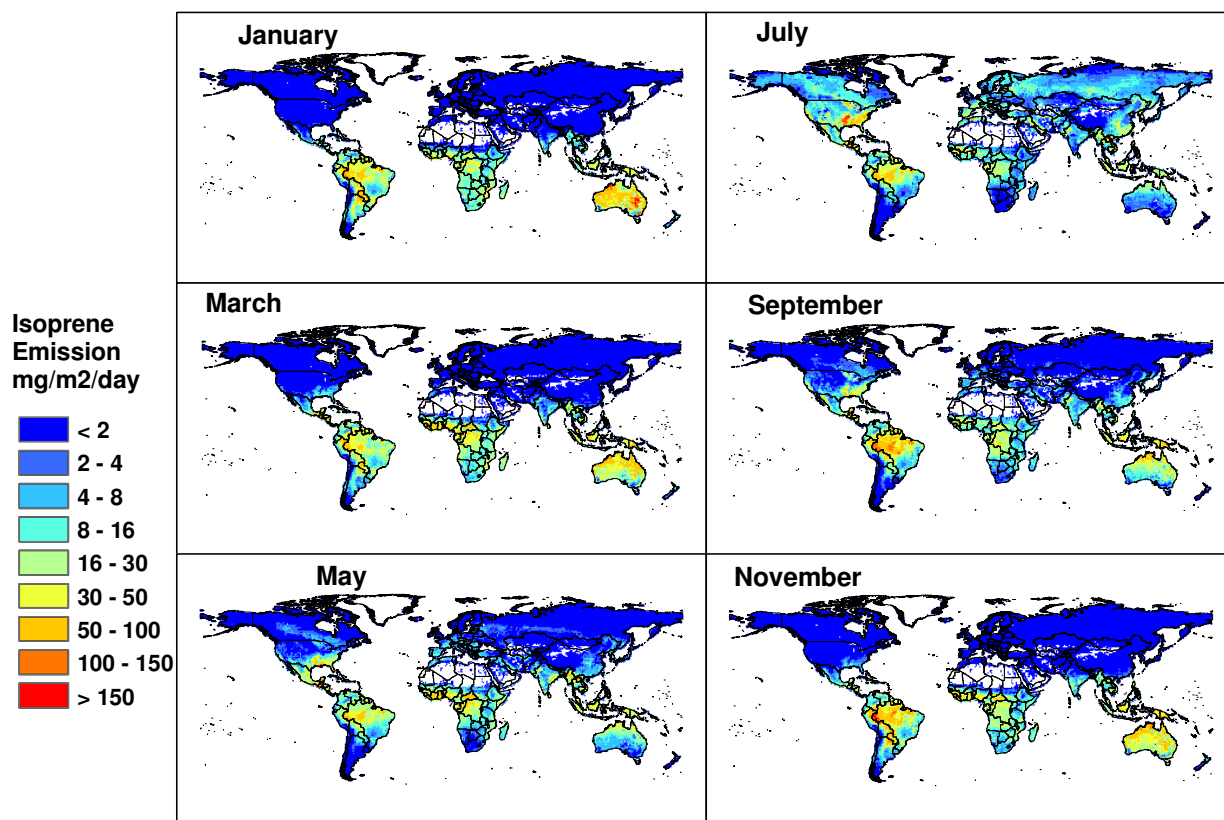 January
July
March
September
Isoprene
Emission
mg/m2/day
< 2
2 - 4
4 - 8
8 - 16
16 - 30
30 - 50
50 - 100
100 - 150
> 150
May
November